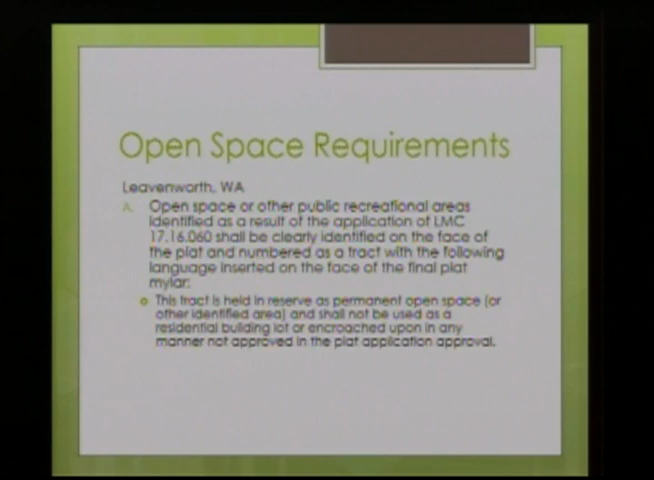 Open Space Requirements
Leavenworth, WA
A. Open space or other public recreational areas
identified as a result of the application of LMC
17.16.060 shall be clearly identified on the face of
the plat and numbered as a tract with the following
language inserted on the face of the final plat
mylar:
This tract is held in reserve as permanent open space (or
other identified area) and shall not be used as a
residential building lot or encroached upon in any
manner not approved in the plat application approval.